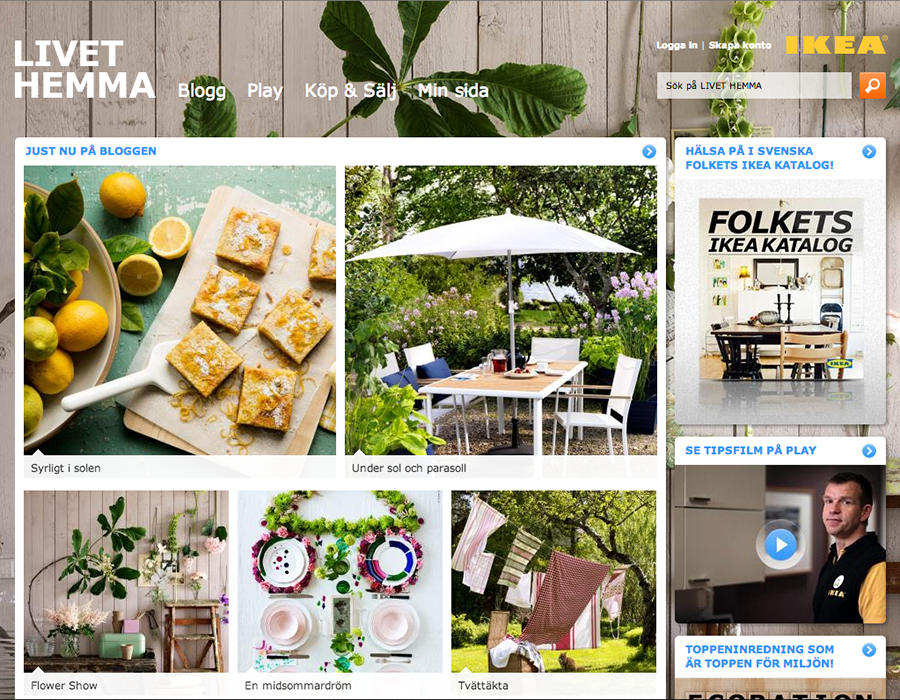 LIVET
HEMMA
Blogg Play Köp & Sälj Min sida
Logga in | Skapa konto
IKEA®
Sök på LIVET HEMMA
JUST NU PÅ BLOGGEN
Syrligt i solen
Under sol och parasoll
Flower Show
En midsommardröm
Tvättäkta
HÄLSA PÅ I SVENSKA
FOLKETS IKEA KATALOG!
FOLKETS
IKEA KATALOG
IKEA
SE TIPSFILM PÅ PLAY
IKEA
TOPPENINREDNING SOM
ÄR TOPPEN FÖR MILJÖN!